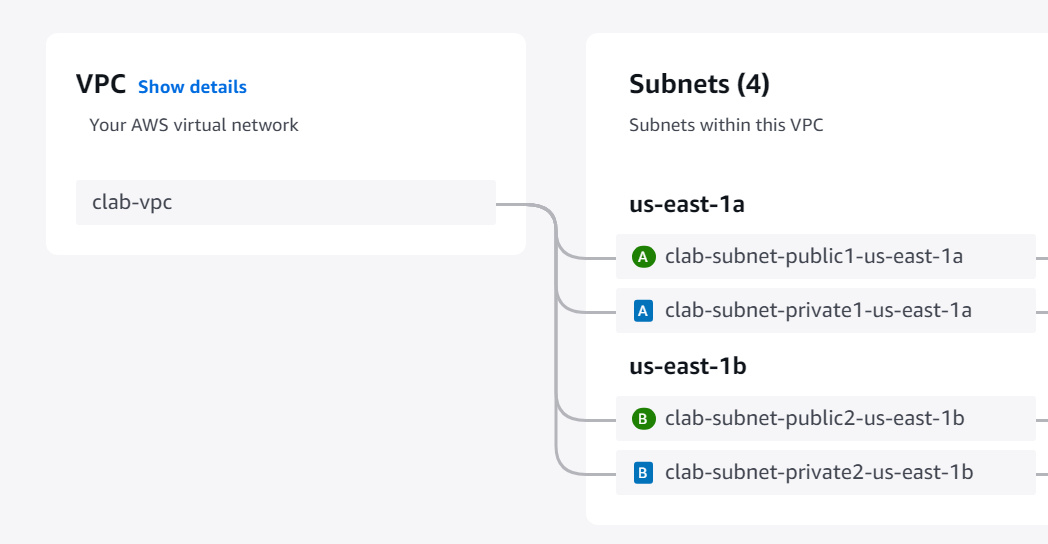 VPC Show details
Your AWS virtual network
clab-vpc
Subnets (4)
Subnets within this VPC
us-east-1a
A clab-subnet-public1-us-east-1a
A clab-subnet-private1-us-east-1a
us-east-1b
B clab-subnet-public2-us-east-1b
B clab-subnet-private2-us-east-1b